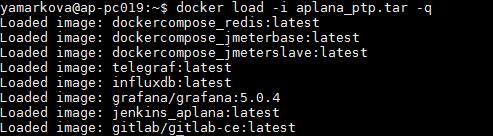 yamarkova@ap-pc019:~$ docker load -i aplana_ptp.tar -q
Loaded image: dockercompose_redis:latest
Loaded image: dockercompose_jmeterbase:latest
Loaded image: dockercompose_jmeterslave:latest
Loaded image: telegraf:latest
Loaded image: influxdb:latest
Loaded image: grafana/grafana:5.0.4
Loaded image: jenkins_aplana:latest
Loaded image: gitlab/gitlab-ce:latest